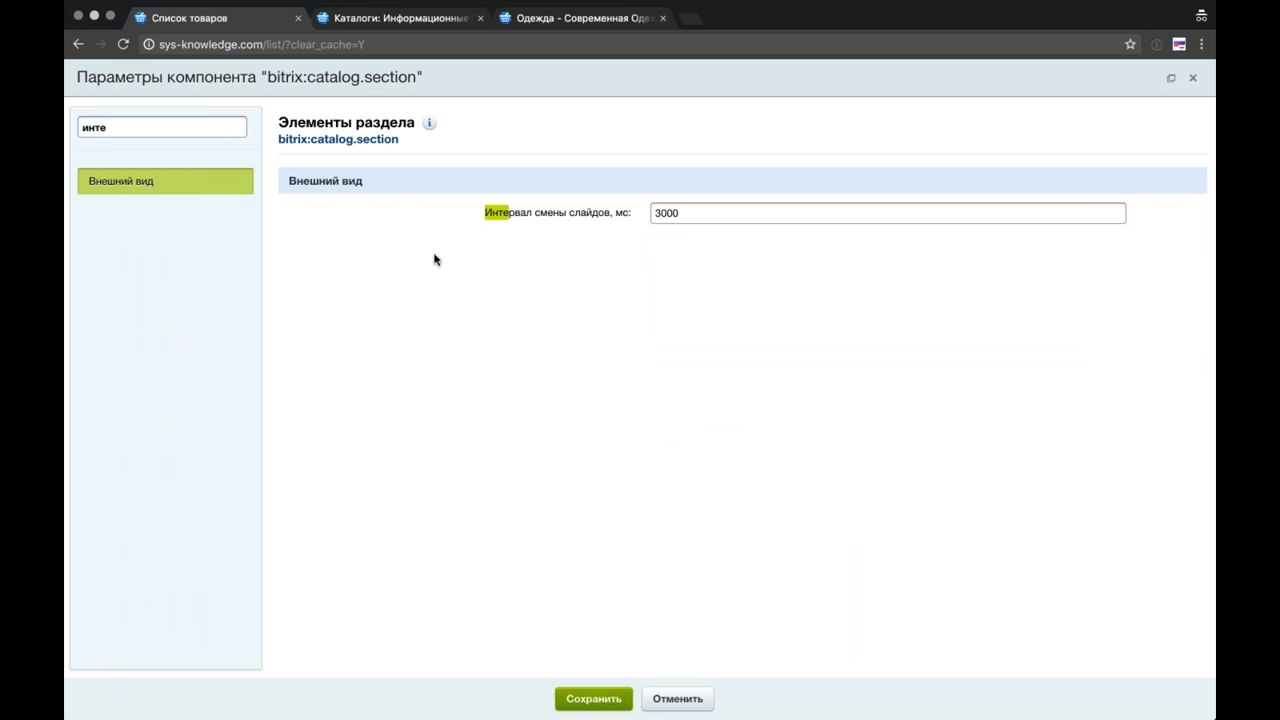 Список товаров
Каталоги: Информационные
Одежда - Современная Оде
sys-knowledge.com/list/?clear_cache=Y
Параметры компонента "bitrix:catalog.section"
инте
Элементы раздела
bitrix:catalog.section
Внешний вид
Внешний вид
Интервал смены слайдов, мс:
3000
Сохранить
Отменить